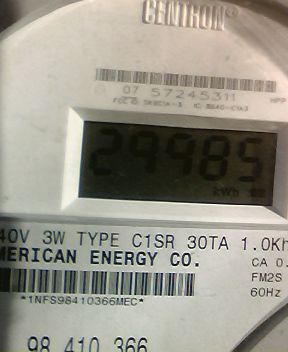 CENTRON®
07 57245311 HPP
29985
kWh
40V 3W TYPE C1SR 30TA 1.0Kh
MERICAN ENERGY CO.
CA 0.
FM2S
*1NFS98410366MEC*
60Hz
98 410 366